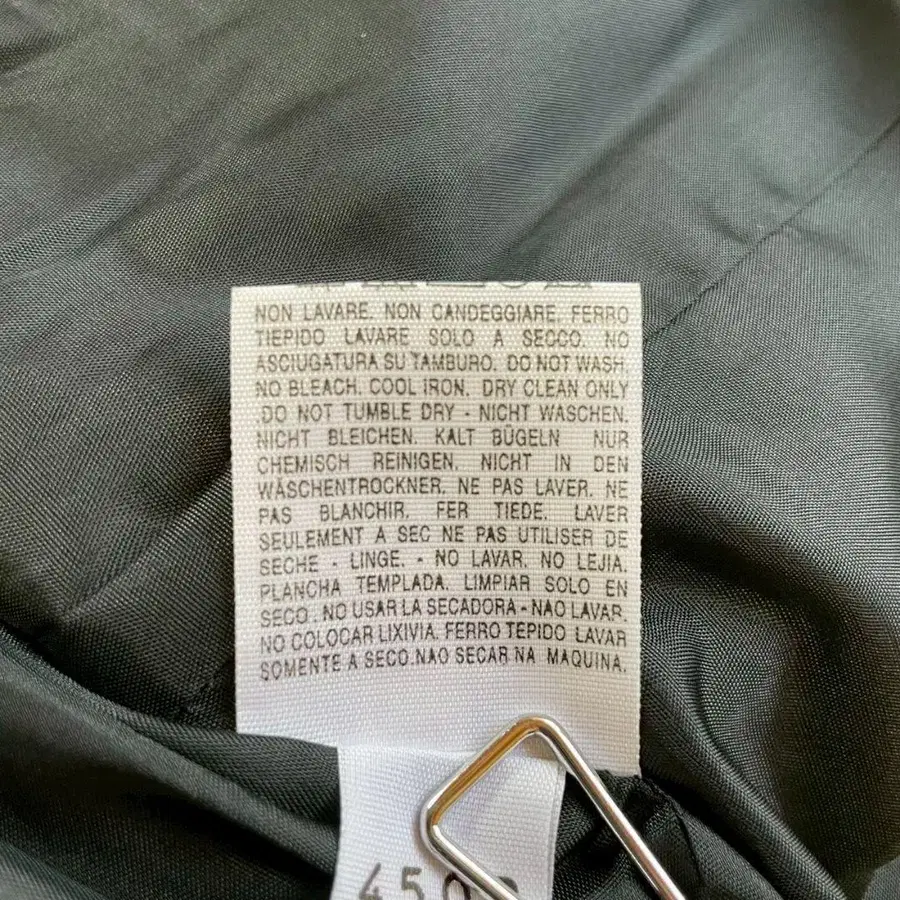 NON LAVARE. NON CANDEGGIARE. FERRO
TIEPIDO LAVARE SOLO A SECCO. NO
ASCIUGATURA SU TAMBURO. DO NOT WASH
NO BLEACH. COOL IRON. DRY CLEAN ONLY
.DO NOT TUMBLE DRY - NICHT WASCHEN.
NICHT BLEICHEN. KALT BÜGELN NUR
CHEMISCH REINIGEN. NICHT IN DEN
WÄSCHENTROCKNER. NE PAS LAVER. NE
PAS BLANCHIR. FER TIEDE. LAVER
SEULEMENT A SEC NE PAS UTILISER DE
SECHE - LINGE. - NO LAVAR. NO LEJIA.
PLANCHA TEMPLADA. LIMPIAR SOLO EN
SECO . NO USAR LA SECADORA - NAO LAVAR.
NO COLOCAR LIXIVIA. FERRO TEPIDO LAVAR
SOMENTE A SECO.NAO SECAR NA MAQUINA.